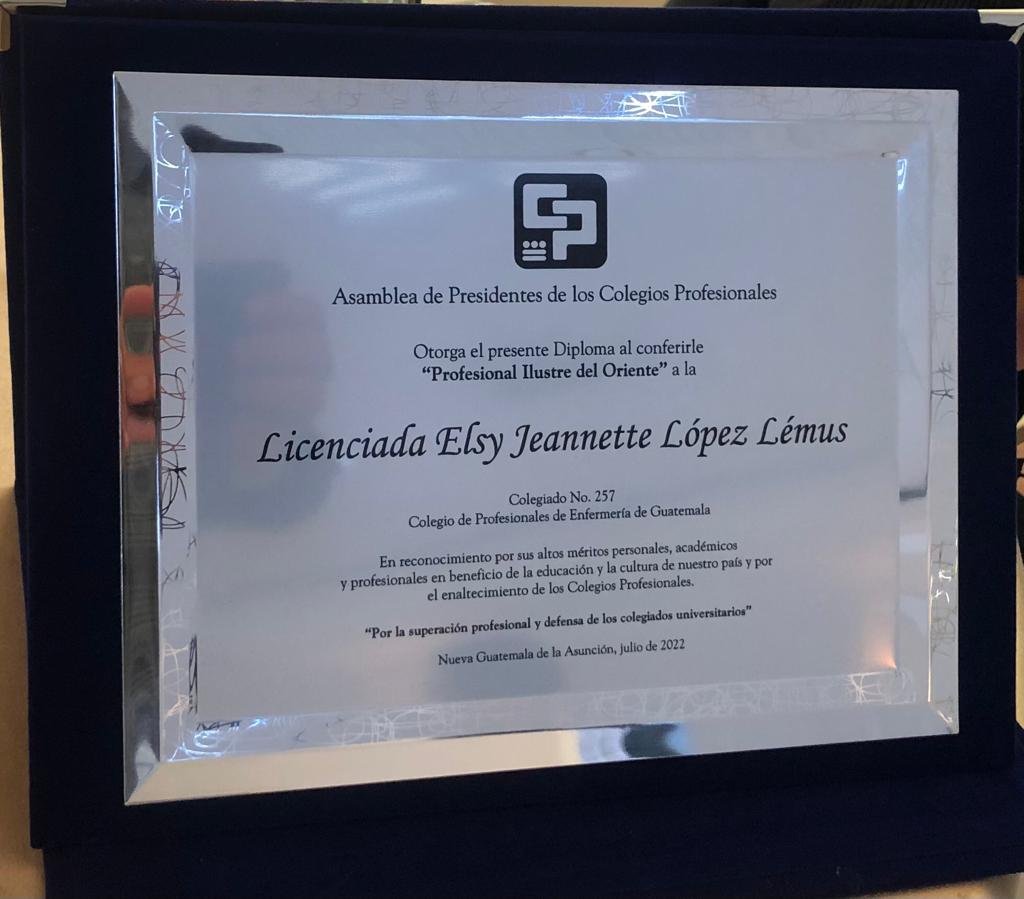 CP
Asamblea de Presidentes de los Colegios Profesionales
Otorga el presente Diploma al conferirle
“Profesional Ilustre del Oriente” a la
Licenciada Elsy Jeannette López Lémus
Colegiado No. 257
Colegio de Profesionales de Enfermería de Guatemala
En reconocimiento por sus altos méritos personales, académicos
y profesionales en beneficio de la educación y la cultura de nuestro país y por
el enaltecimiento de los Colegios Profesionales.
“Por la superación profesional y defensa de los colegiados universitarios”
Nueva Guatemala de la Asunción, julio de 2022